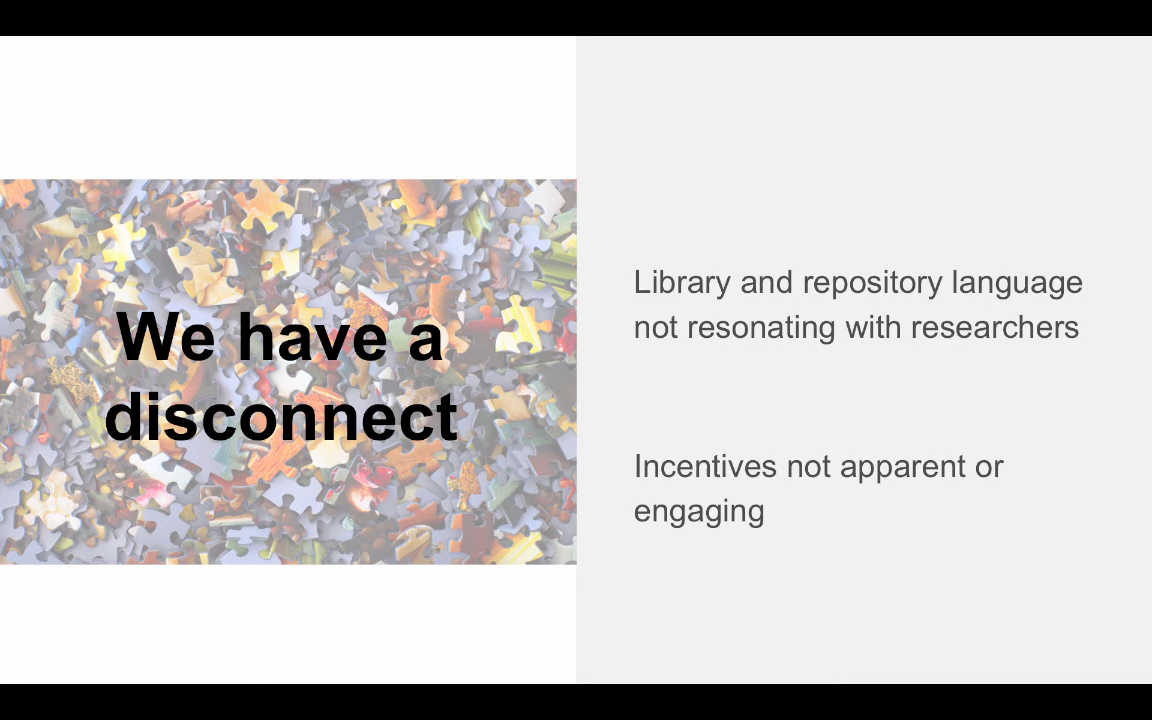 We have a
disconnect
Library and repository language
not resonating with researchers
Incentives not apparent or
engaging